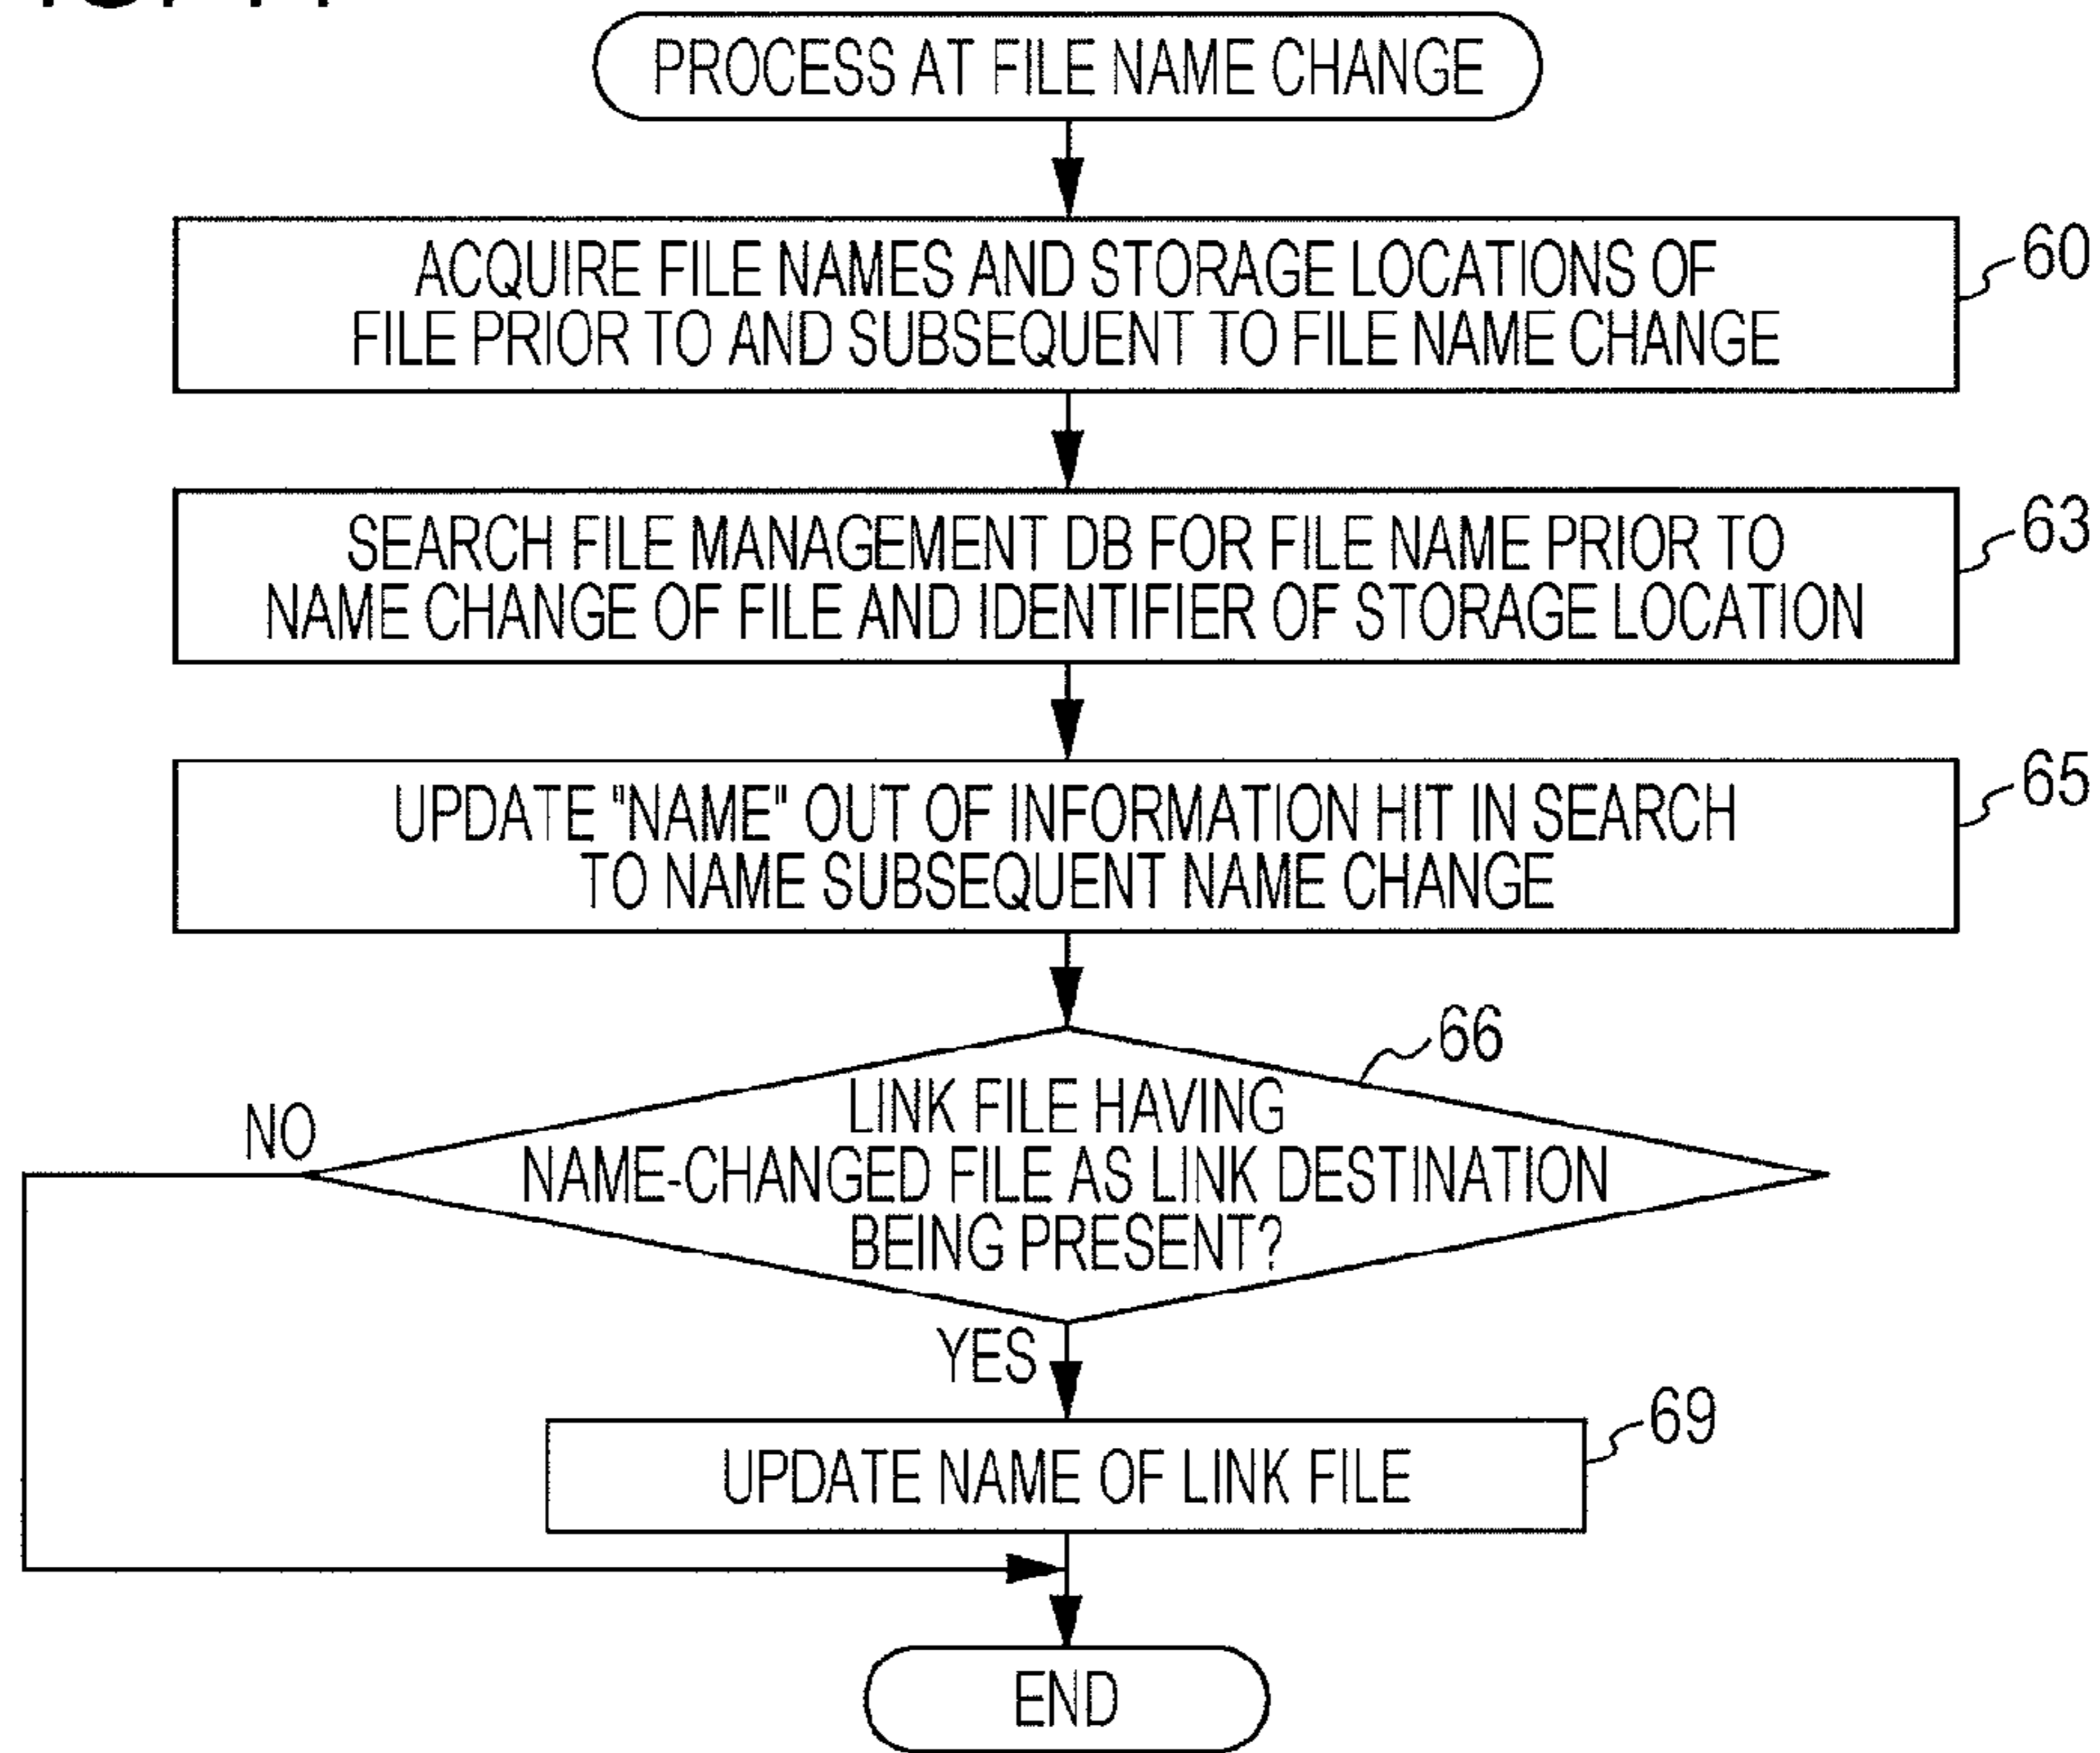 PROCESS AT FILE NAME CHANGE
ACQUIRE FILE NAMES AND STORAGE LOCATIONS OF
FILE PRIOR TO AND SUBSEQUENT TO FILE NAME CHANGE
60
SEARCH FILE MANAGEMENT DB FOR FILE NAME PRIOR TO
NAME CHANGE OF FILE AND IDENTIFIER OF STORAGE LOCATION
63
UPDATE "NAME" OUT OF INFORMATION HIT IN SEARCH
TO NAME SUBSEQUENT NAME CHANGE
65
66
LINK FILE HAVING
NAME-CHANGED FILE AS LINK DESTINATION
BEING PRESENT?
NO
YES
UPDATE NAME OF LINK FILE
69
END